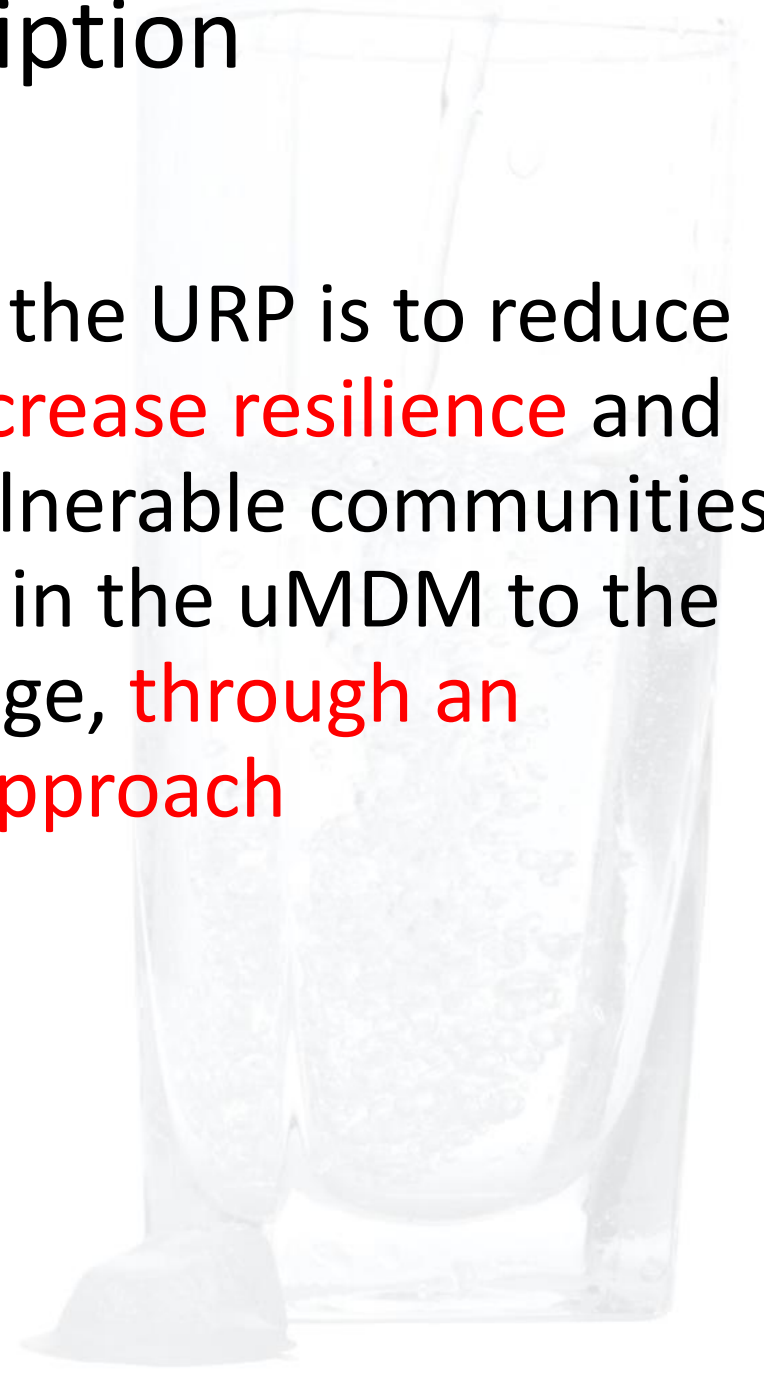 iption
the URP is to reduce
crease resilience and
lnerable communities
in the uMDM to the
ge, through an
pproach